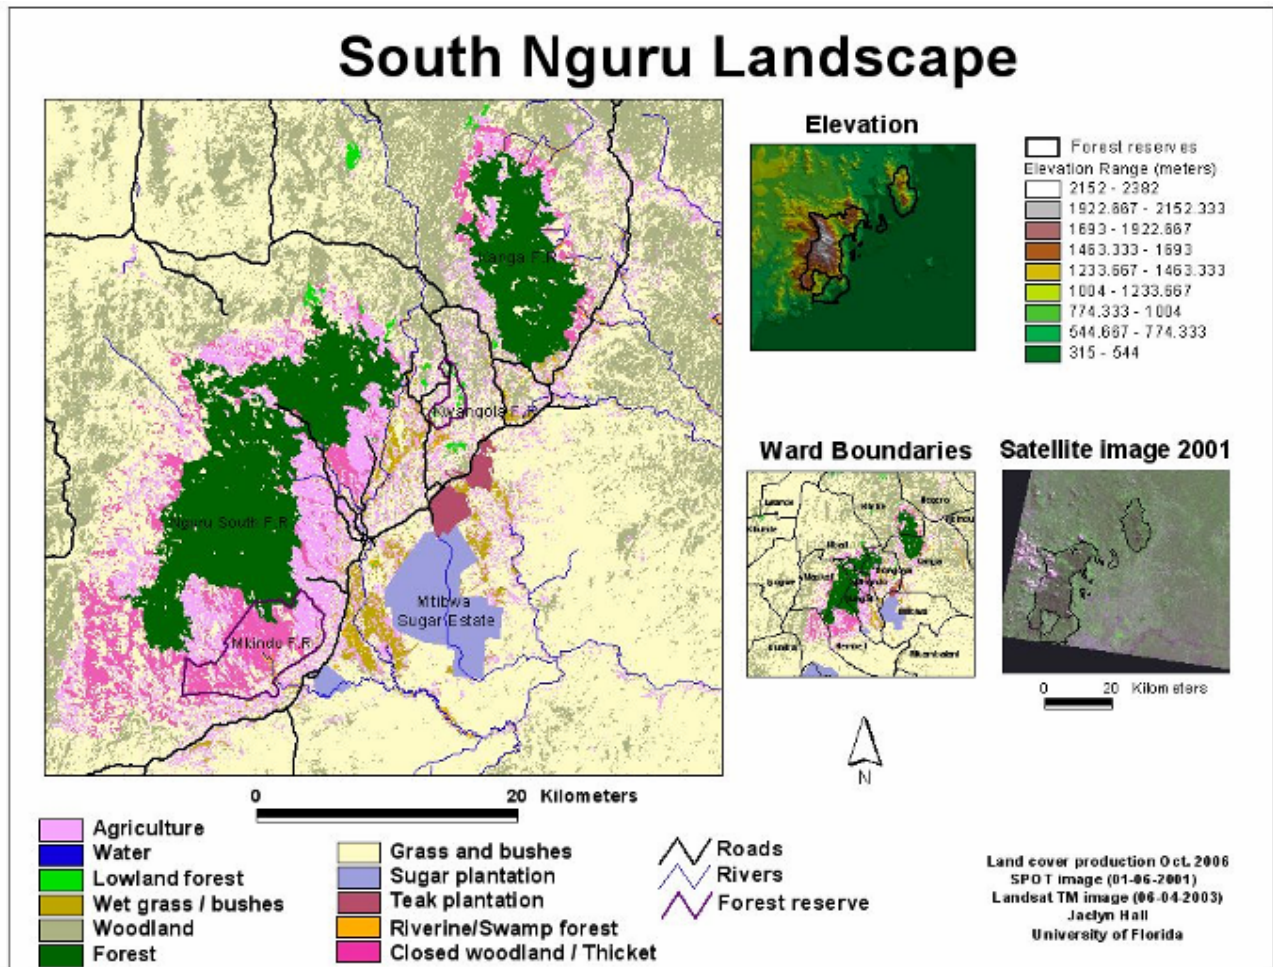 South Nguru Landscape
Elevation
Forest reserves
Elevation Range (meters)
2152 - 2382
1922.667 - 2152.333
1693 - 1922.667
1463.333 - 1693
1233.667 - 1463.333
1004 - 1233.667
774.333 - 1004
544.667 - 774.333
315 - 544
Kanga F.R.
Kwangola F.R.
Nguru South F.R.
Mkindo F.R.
Mtibwa
Sugar Estate
Ward Boundaries
Satellite image 2001
0 20 Kilometers
N
0 20 Kilometers
Agriculture
Water
Lowland forest
Wet grass / bushes
Woodland
Forest
Grass and bushes
Sugar plantation
Teak plantation
Riverine/Swamp forest
Closed woodland / Thicket
Roads
Rivers
Forest reserve
Land cover production Oct. 2006
SPOT image (01-06-2001)
Landsat TM image (06-04-2003)
Jaclyn Hall
University of Florida